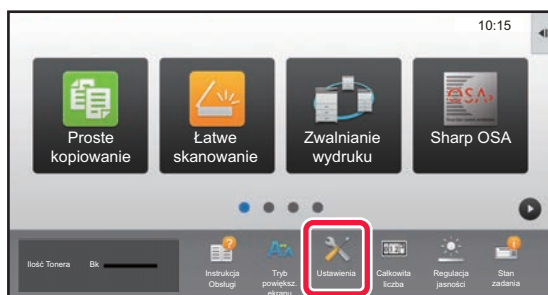 10:15
Proste
kopiowanie
Łatwe
skanowanie
Zwalnianie
wydruku
Sharp OSA
OSA
Ilość Tonera Bk
Instrukcja
Obsługi
Tryb
powiększ.
ekranu
Ustawienia
Całkowita
liczba
Regulacja
jasności
Stan
zadania